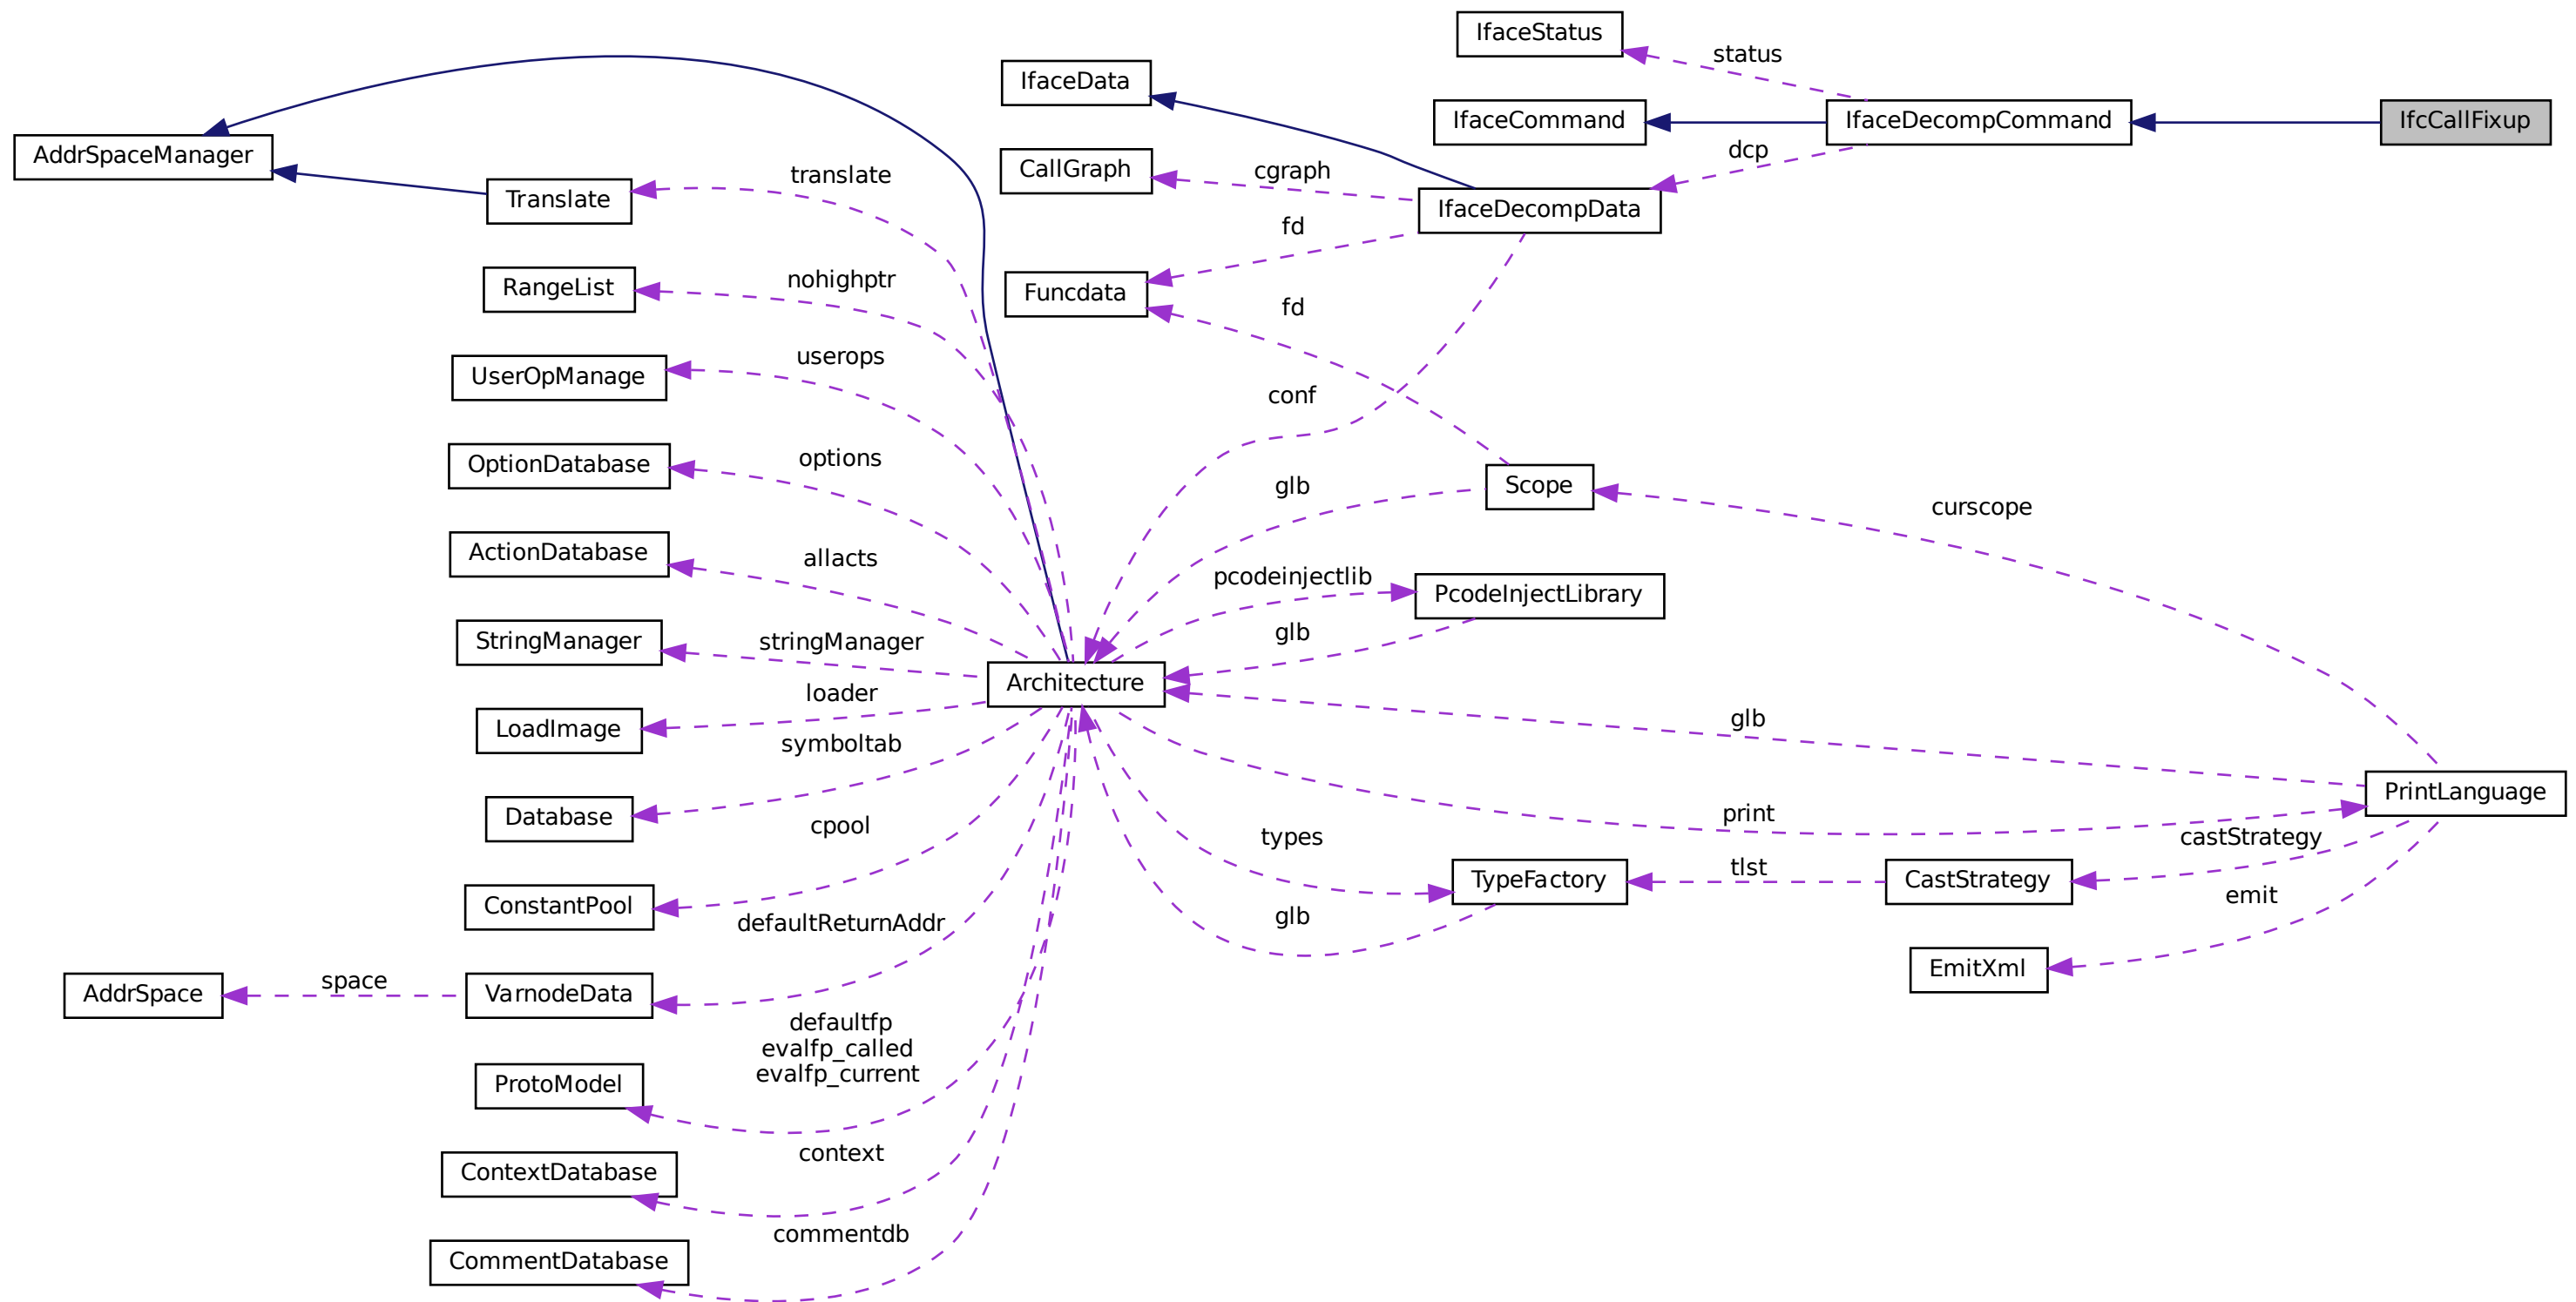 IfaceStatus
status
IfaceData
IfaceCommand
IfaceDecompCommand
IfcCallFixup
AddrSpaceManager
translate
CallGraph
cgraph
dcp
Translate
IfaceDecompData
fd
RangeList
nohighptr
Funcdata
fd
userops
UserOpManage
conf
OptionDatabase
options
glb
Scope
curscope
ActionDatabase
allacts
pcodeinjectlib
PcodeInjectLibrary
StringManager
stringManager
glb
Architecture
loader
LoadImage
glb
symboltab
Database
cpool
types
print
PrintLanguage
castStrategy
ConstantPool
TypeFactory
tlst
CastStrategy
defaultReturnAddr
glb
emit
EmitXml
AddrSpace
space
VarnodeData
defaultfp
evalfp_called
evalfp_current
ProtoModel
context
ContextDatabase
commentdb
CommentDatabase